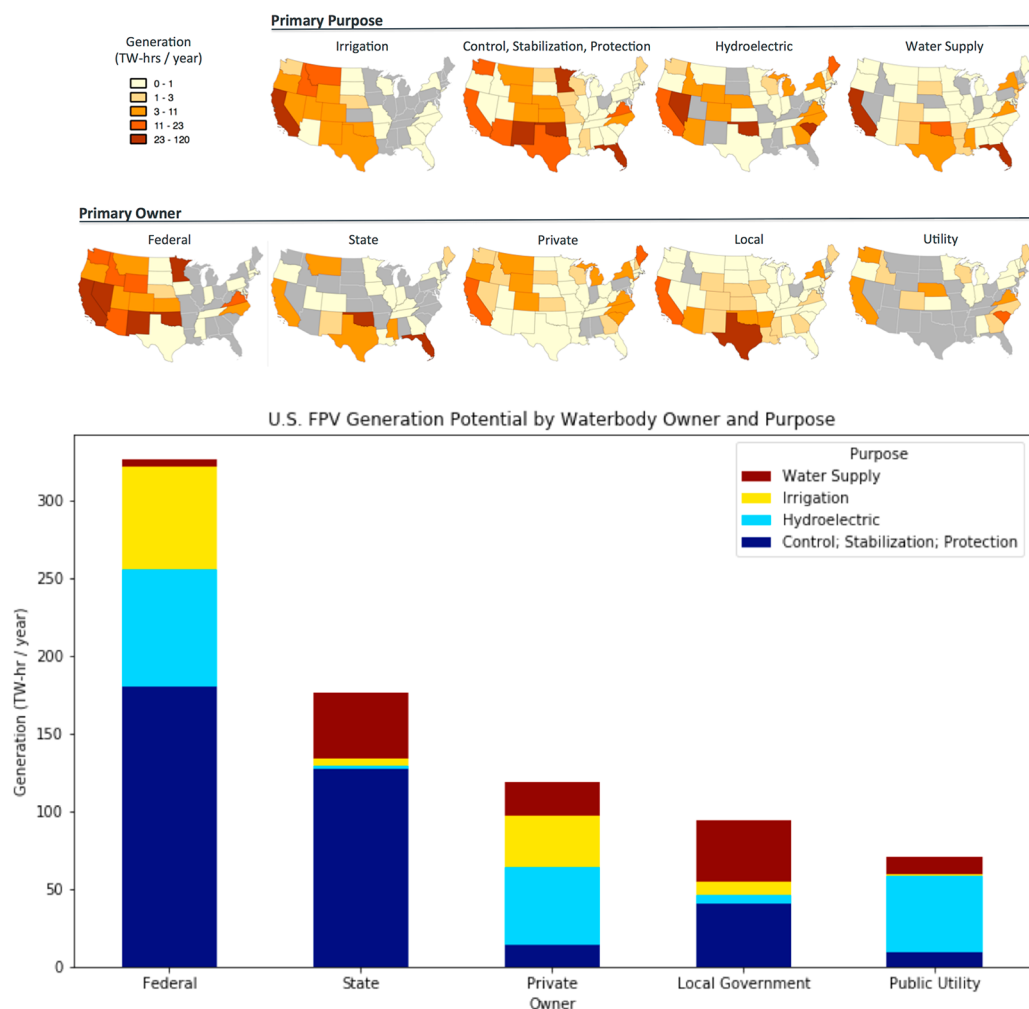 Primary Purpose
Generation
(TW-hrs / year)
0 - 1
1 - 3
3 - 11
11 - 23
23 - 120
Irrigation
Control, Stabilization, Protection
Hydroelectric
Water Supply
Primary Owner
Federal
State
Private
Local
Utility
U.S. FPV Generation Potential by Waterbody Owner and Purpose
Purpose
Water Supply
Irrigation
Hydroelectric
Control; Stabilization; Protection
Generation (TW-hr / year)
300
250
200
150
100
50
0
Federal
State
Private
Local Government
Public Utility
Owner